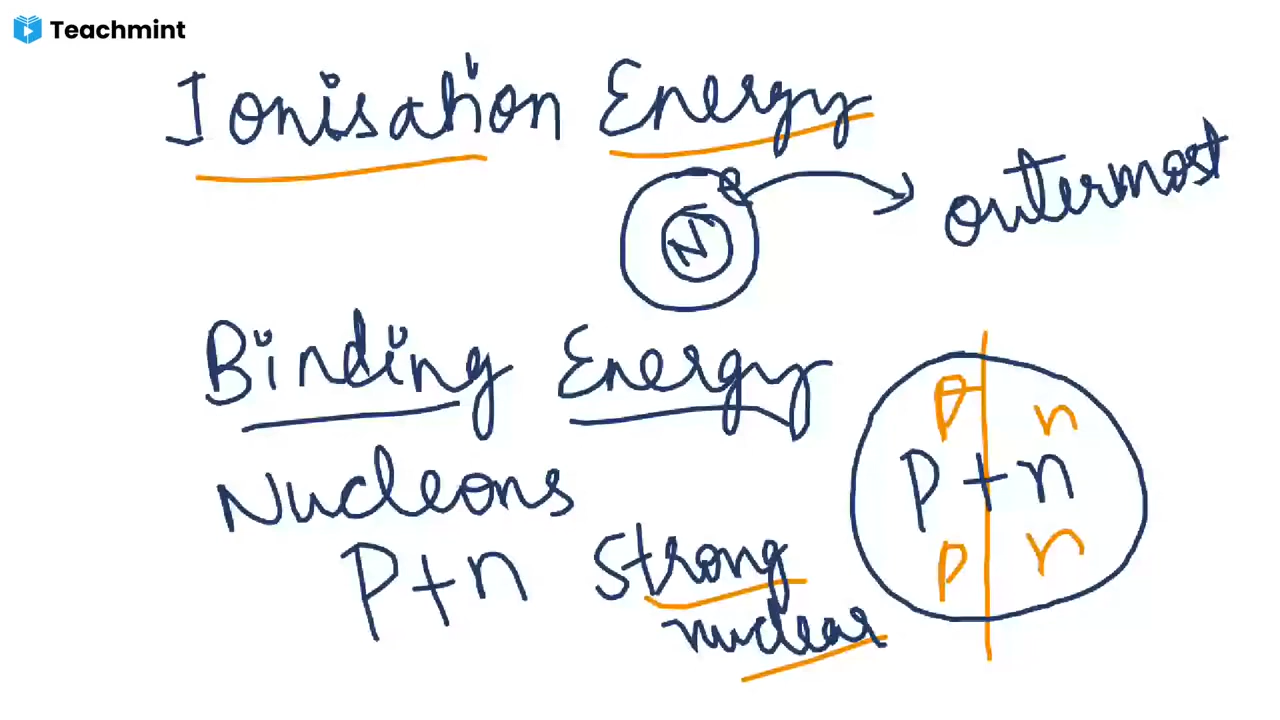 Teachmint
Ionisation Energy
e
N
outermost
Binding Energy
Nucleons
P+n
Strong
nuclear
P n
P+n
P n